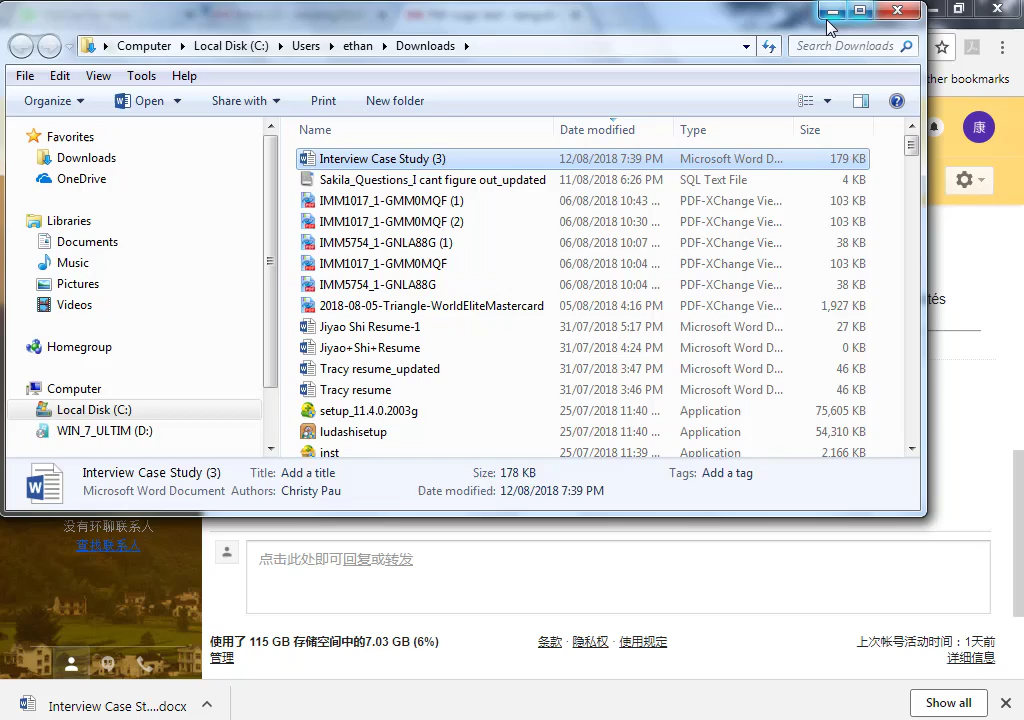 Computer Local Disk (C:) Users ethan Downloads
Search Downloads
File Edit View Tools Help
Organize Open Share with Print New folder
her bookmarks
康
Name Date modified Type Size
Favorites
Downloads
OneDrive
Libraries
Documents
Music
Pictures
Videos
Homegroup
Computer
Local Disk (C:)
WIN_7_ULTIM (D:)
Interview Case Study (3) 12/08/2018 7:39 PM Microsoft Word D... 179 KB
Sakila_Questions_I cant figure out_updated 11/08/2018 6:26 PM SQL Text File 4 KB
IMM1017_1-GMM0MQF (1) 06/08/2018 10:43 ... PDF-XChange Vie... 103 KB
IMM1017_1-GMM0MQF (2) 06/08/2018 10:30 ... PDF-XChange Vie... 103 KB
IMM5754_1-GNLA88G (1) 06/08/2018 10:07 ... PDF-XChange Vie... 38 KB
IMM1017_1-GMM0MQF 06/08/2018 10:04 ... PDF-XChange Vie... 103 KB
IMM5754_1-GNLA88G 06/08/2018 10:04 ... PDF-XChange Vie... 38 KB
2018-08-05-Triangle-WorldEliteMastercard 05/08/2018 4:16 PM PDF-XChange Vie... 1,927 KB
Jiyao Shi Resume-1 31/07/2018 5:17 PM Microsoft Word D... 27 KB
Jiyao+Shi+Resume 31/07/2018 4:24 PM Microsoft Word D... 0 KB
Tracy resume_updated 31/07/2018 3:47 PM Microsoft Word D... 46 KB
Tracy resume 31/07/2018 3:46 PM Microsoft Word D... 46 KB
setup_11.4.0.2003g 25/07/2018 11:40 ... Application 75,605 KB
ludashisetup 25/07/2018 11:40 ... Application 54,310 KB
inst 25/07/2018 11:39 ... Application 2,166 KB
tés
Interview Case Study (3) Title: Add a title Size: 178 KB Tags: Add a tag
Microsoft Word Document Authors: Christy Pau Date modified: 12/08/2018 7:39 PM
没有环聊联系人
查找联系人
点击此处即可回复或转发
使用了 115 GB 存储空间中的7.03 GB (6%)
管理
条款 · 隐私权 · 使用规定
上次帐号活动时间：1天前
详细信息
Interview Case St....docx
Show all